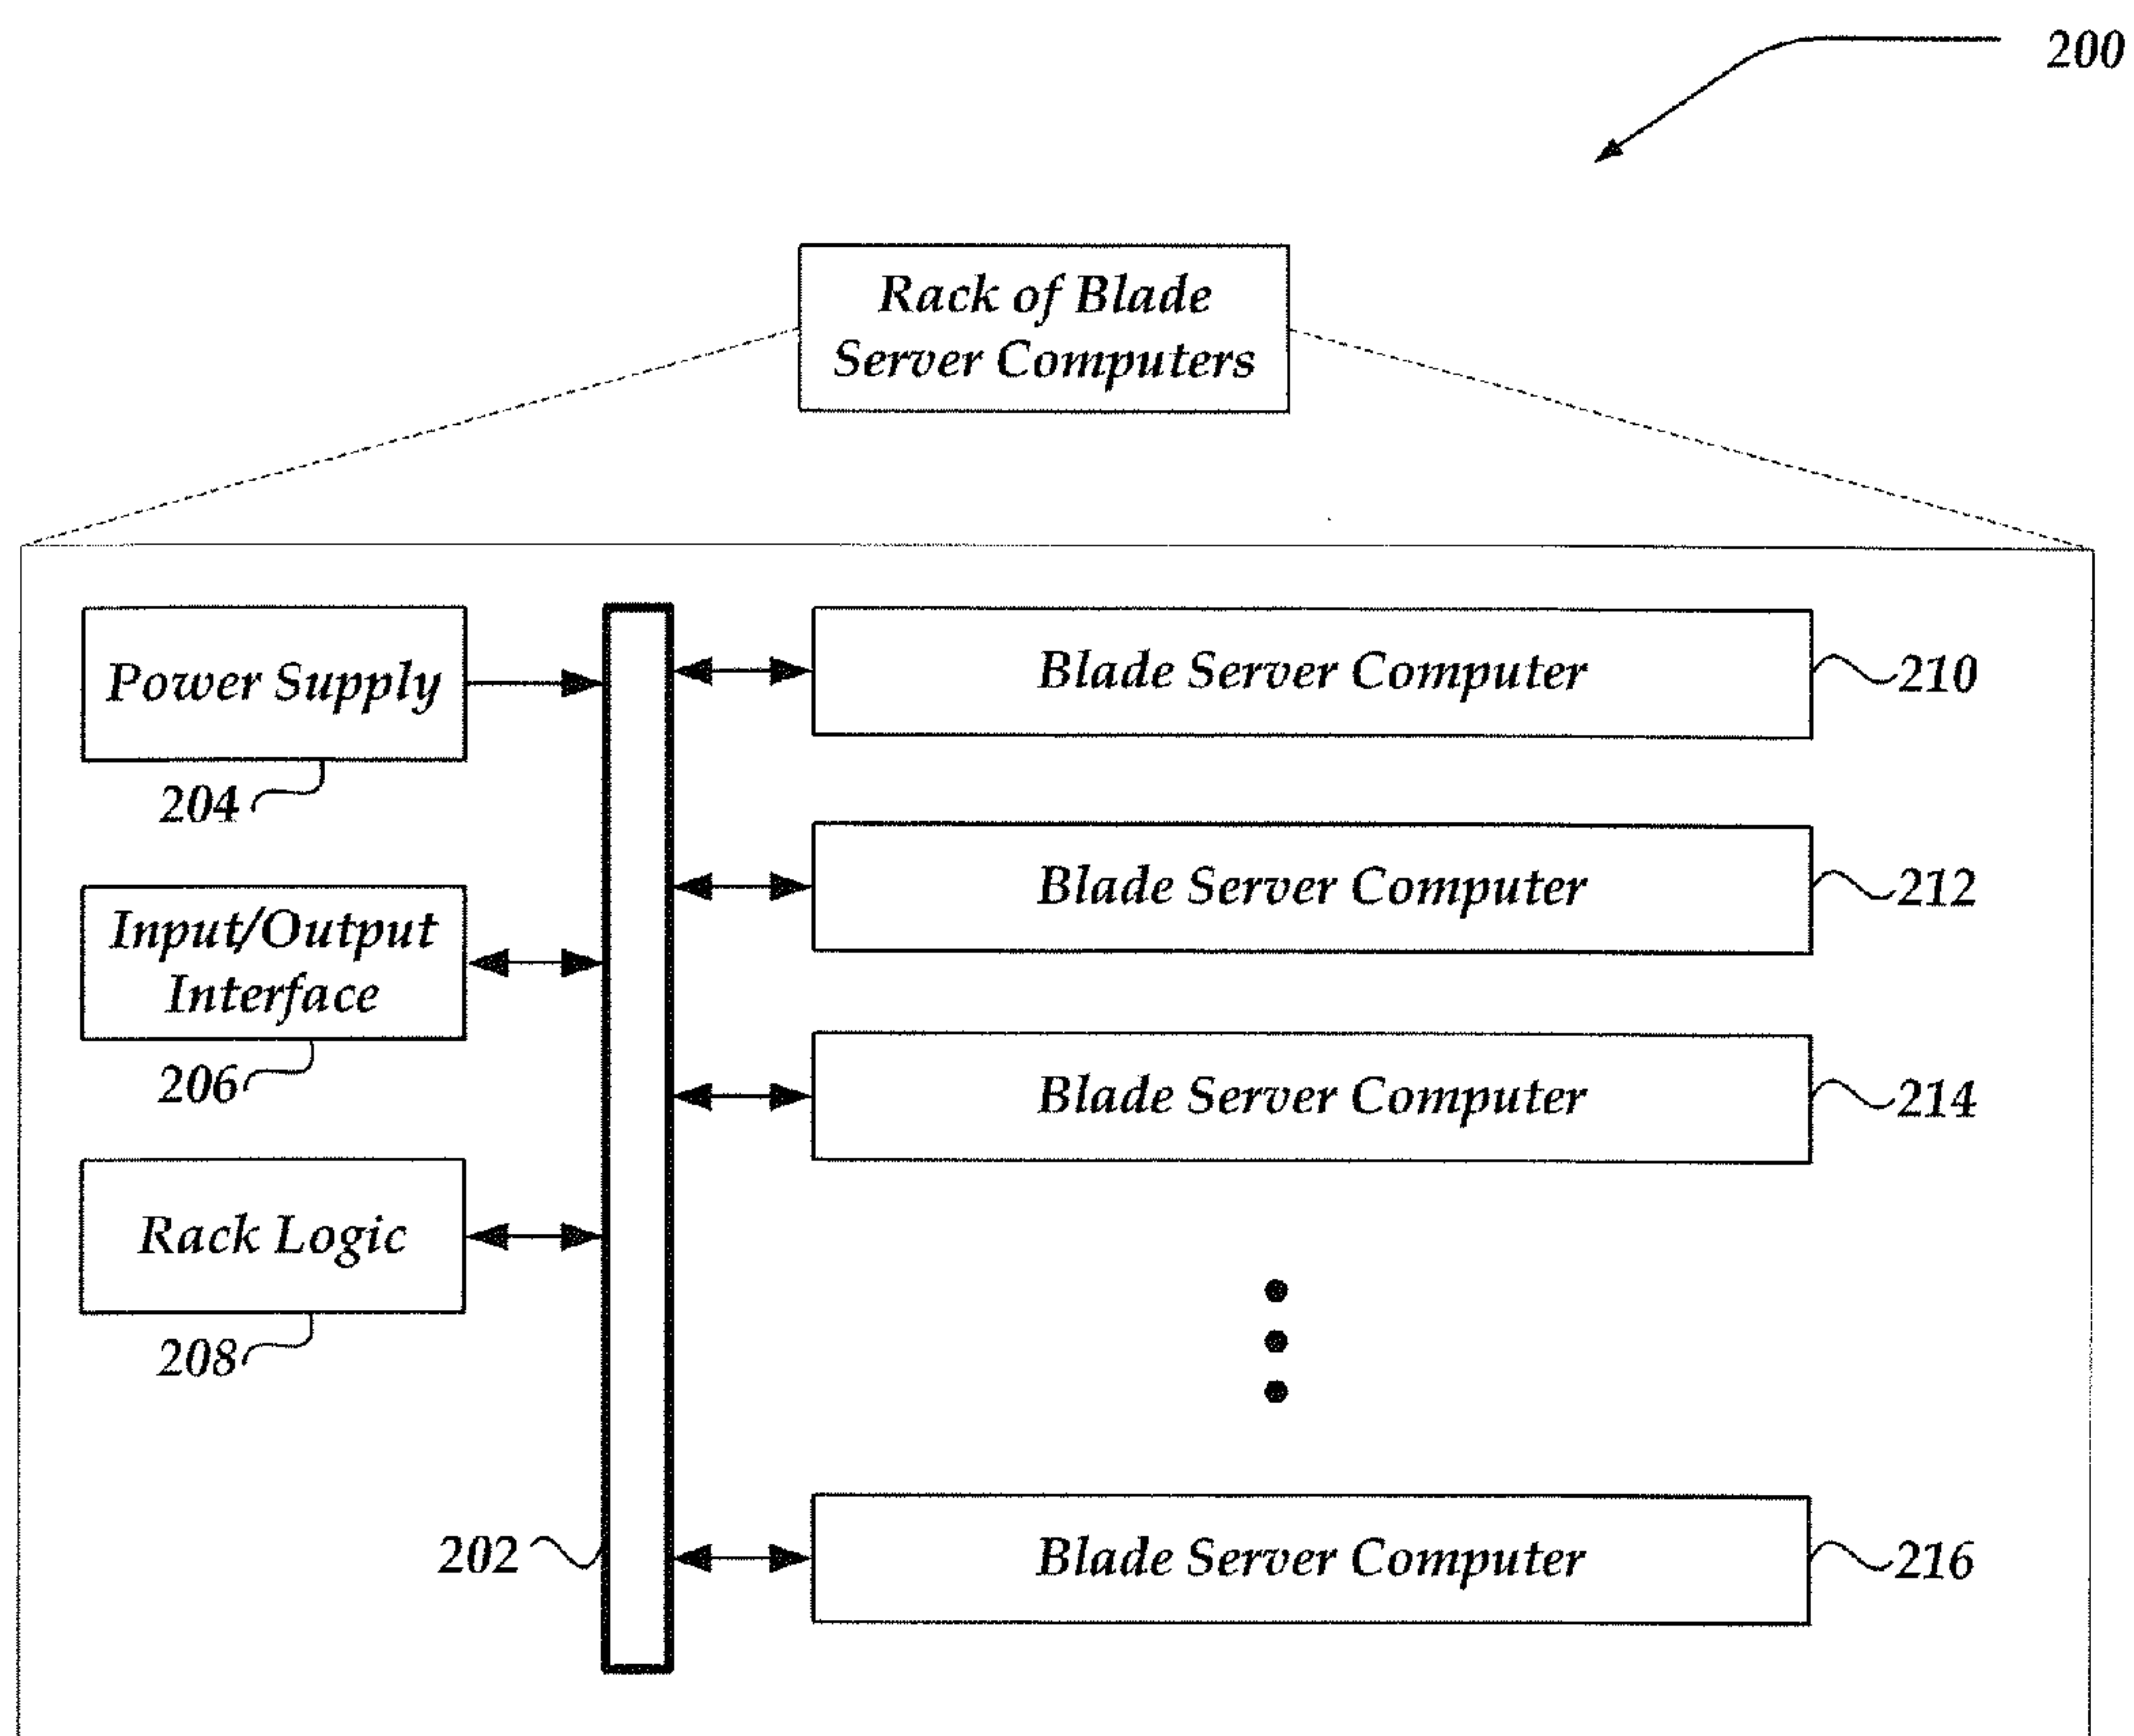 200
Rack of Blade
Server Computers
Power Supply
204
Input/Output
Interface
206
Rack Logic
208
202
Blade Server Computer
210
Blade Server Computer
212
Blade Server Computer
214
Blade Server Computer
216